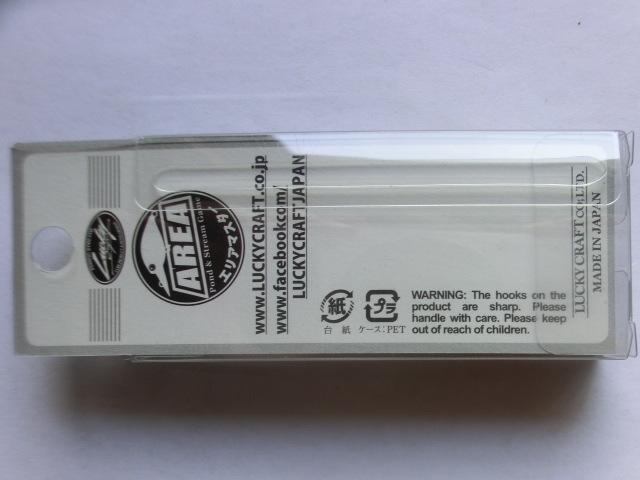 AREA
Pond & Stream Game
エリアマスター
www.LUCKYCRAFT.co.jp
www.facebook.com/
LUCKYCRAFTJAPAN
紙
プラ
台 紙 ケース:PET
WARNING: The hooks on the
product are sharp. Please
handle with care. Please keep
out of reach of children.
LUCKY CRAFT CO;LTD.
MADE IN JAPAN